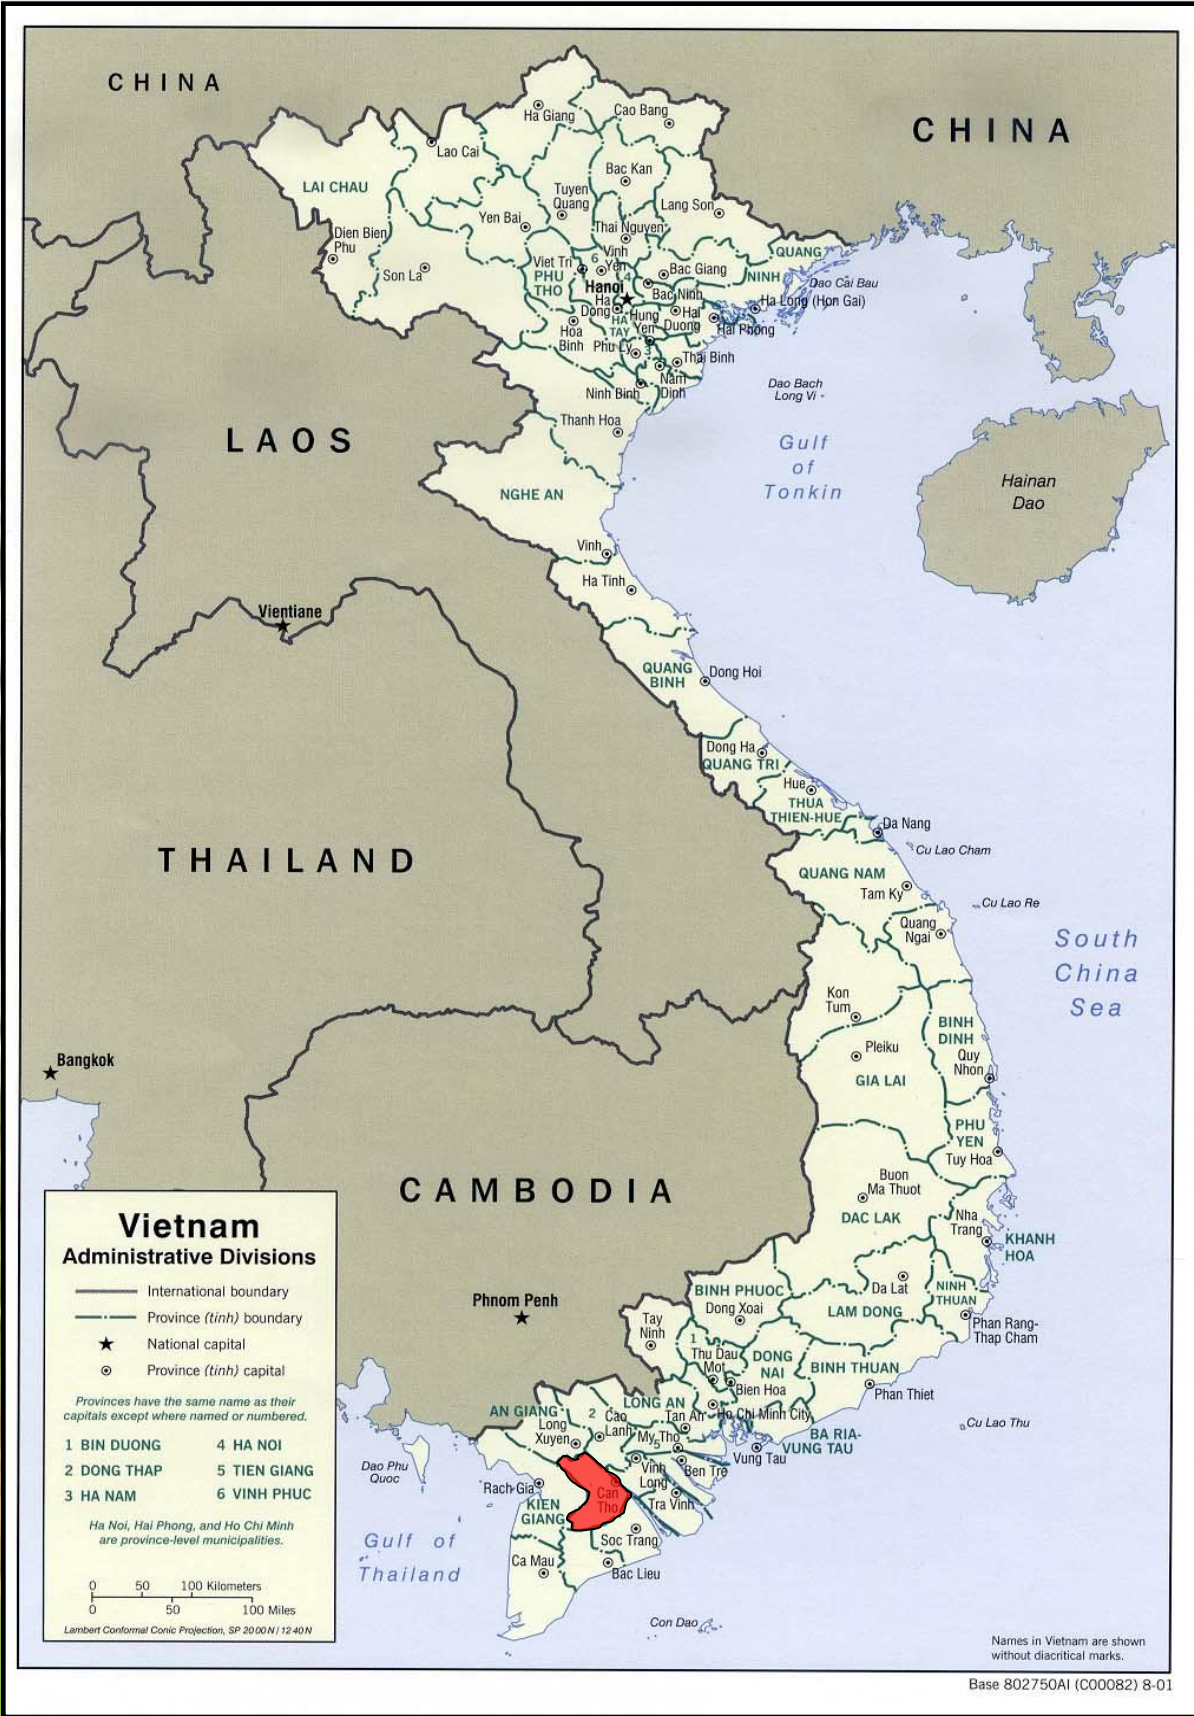 CHINA
CHINA
Ha Giang
Cao Bang
Lao Cai
LAI CHAU
Bac Kan
Tuyen
Quang
Lang Son
Yen Bai
Thai Nguyen
Dien Bien
Phu
Son La
Viet Tri
PHU
THO
6
Vinh
Yen
4
Bac Giang
QUANG
NINH
Dao Cai Bau
Hanoi
Bac Ninh
Ha Long (Hon Gai)
Ha
Dong
HA
TAY
Hung
Yen
Hai
Duong
Hai Phong
Hoa
Binh
Phu Ly
3
Thai Binh
Nam
Dinh
Ninh Binh
Dao Bach
Long Vi
Thanh Hoa
LAOS
Gulf
of
Tonkin
Hainan
Dao
NGHE AN
Vinh
Ha Tinh
Vientiane
QUANG
BINH
Dong Hoi
Dong Ha
QUANG TRI
Hue
THUA
THIEN-HUE
Da Nang
Cu Lao Cham
THAILAND
QUANG NAM
Tam Ky
Cu Lao Re
Quang
Ngai
South
China
Sea
Kon
Tum
BINH
DINH
Quy
Nhon
Pleiku
GIA LAI
Bangkok
PHU
YEN
Tuy Hoa
CAMBODIA
Buon
Ma Thuot
DAC LAK
Nha
Trang
KHANH
HOA
Da Lat
NINH
THUAN
LAM DONG
Phan Rang-
Thap Cham
BINH PHUOC
Dong Xoai
Phnom Penh
Tay
Ninh
1
Thu Dau
Mot
DONG
NAI
BINH THUAN
Bien Hoa
Phan Thiet
AN GIANG
Long
Xuyen
2
Cao
Lanh
LONG AN
Tan An
Ho Chi Minh City
My Tho
5
BA RIA-
VUNG TAU
Vung Tau
Cu Lao Thu
Dao Phu
Quoc
Rach Gia
Vinh
Long
Ben Tre
Can
Tho
Tra Vinh
KIEN
GIANG
Soc Trang
Gulf of
Thailand
Ca Mau
Bac Lieu
Con Dao
Vietnam
Administrative Divisions
International boundary
Province (tinh) boundary
National capital
Province (tinh) capital
Provinces have the same name as their
capitals except where named or numbered.
1 BIN DUONG
2 DONG THAP
3 HA NAM
4 HA NOI
5 TIEN GIANG
6 VINH PHUC
Ha Noi, Hai Phong, and Ho Chi Minh
are province-level municipalities.
0 50 100 Kilometers
0 50 100 Miles
Lambert Conformal Conic Projection, SP 20 00 N / 12 40 N
Names in Vietnam are shown
without diacritical marks.
Base 802750AI (C00082) 8-01